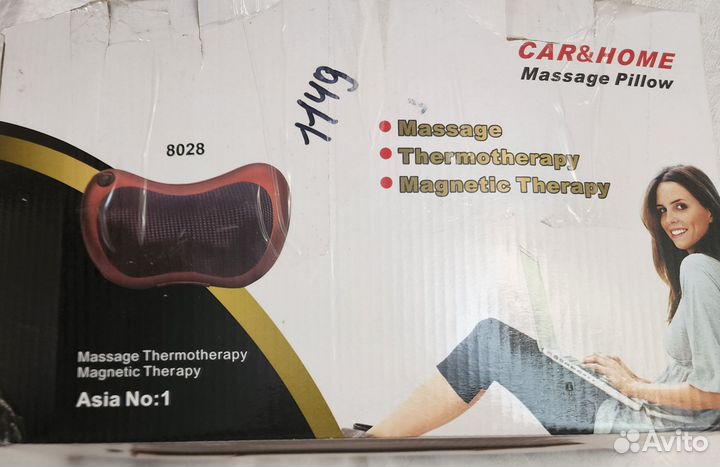 CAR&HOME
Massage Pillow
1149
8028
Massage
Thermotherapy
Magnetic Therapy
Massage Thermotherapy
Magnetic Therapy
Asia No:1
Avito